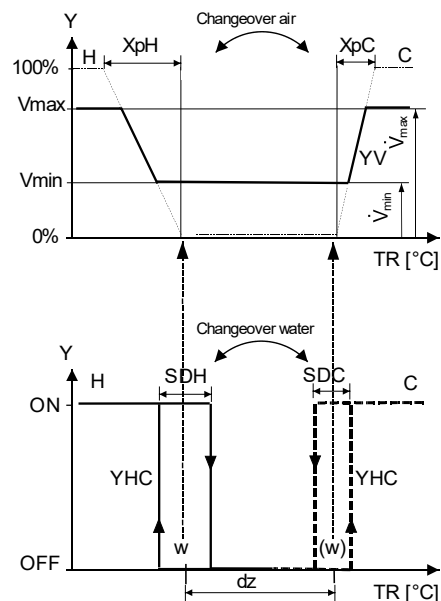 Y
Changeover air
H
XpH
XpC
C
100%
Vmax
YV
V̇max
Vmin
V̇min
0%
TR [°C]
Y
Changeover water
H
SDH
SDC
C
ON
YHC
YHC
w
(w)
OFF
dz
TR [°C]